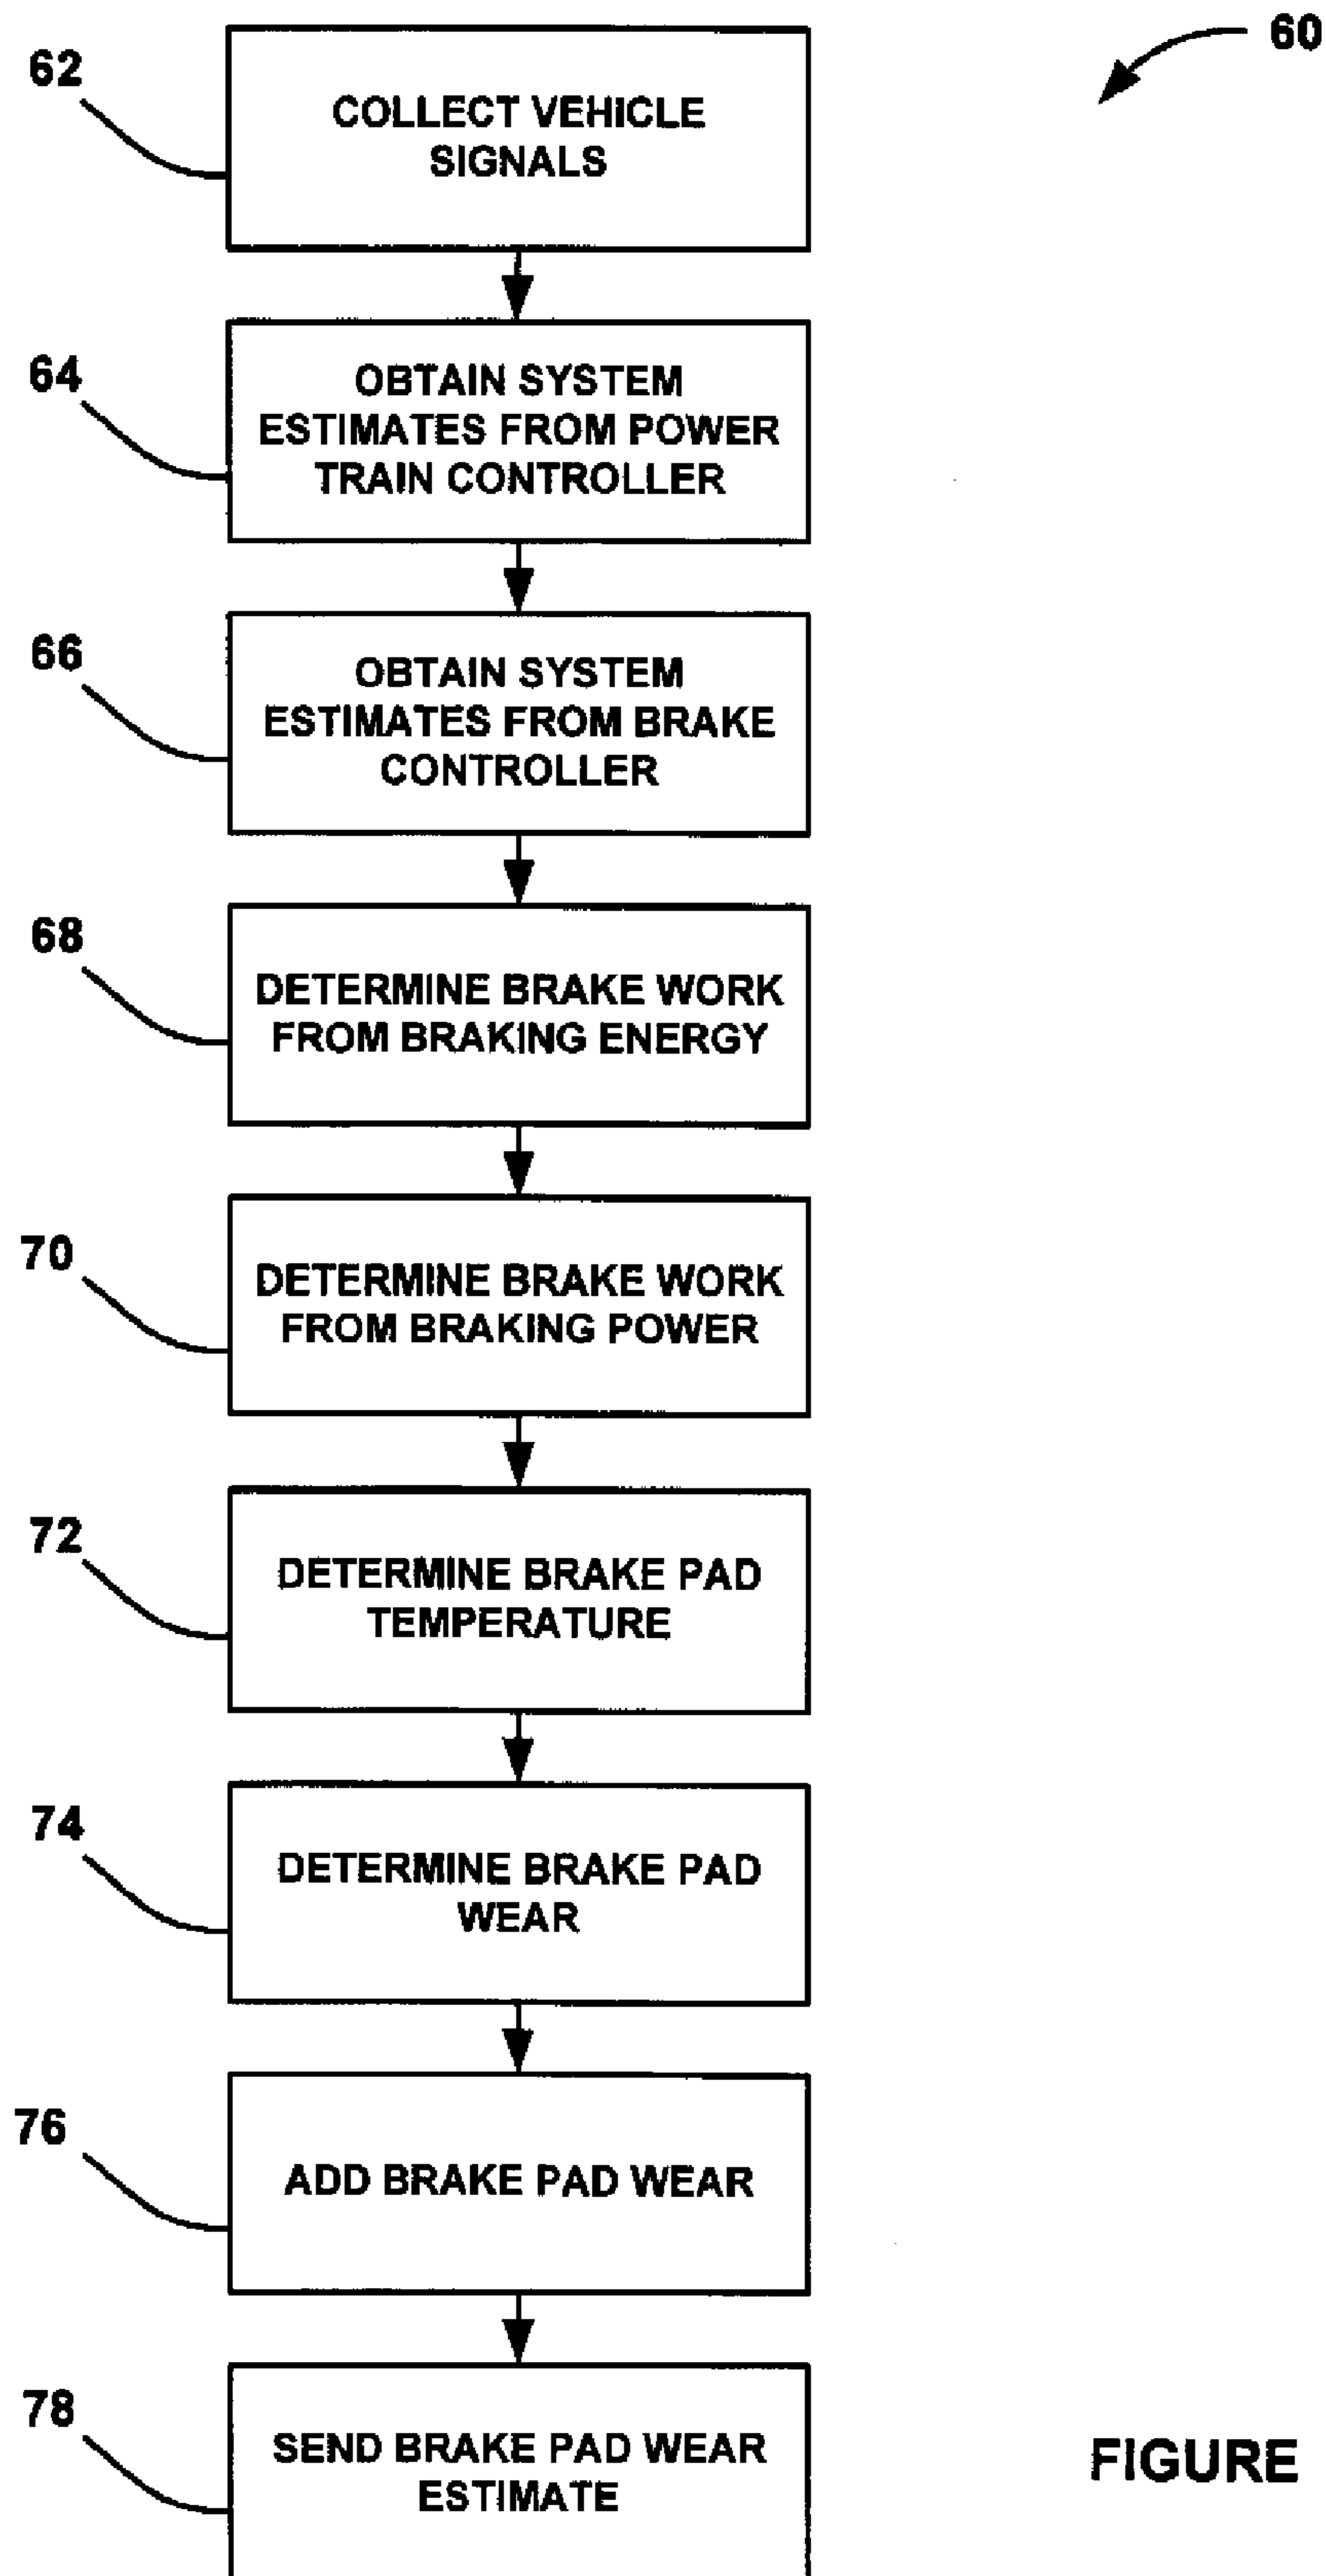 60
62
COLLECT VEHICLE
SIGNALS
64
OBTAIN SYSTEM
ESTIMATES FROM POWER
TRAIN CONTROLLER
66
OBTAIN SYSTEM
ESTIMATES FROM BRAKE
CONTROLLER
68
DETERMINE BRAKE WORK
FROM BRAKING ENERGY
70
DETERMINE BRAKE WORK
FROM BRAKING POWER
72
DETERMINE BRAKE PAD
TEMPERATURE
74
DETERMINE BRAKE PAD
WEAR
76
ADD BRAKE PAD WEAR
78
SEND BRAKE PAD WEAR
ESTIMATE
FIGURE